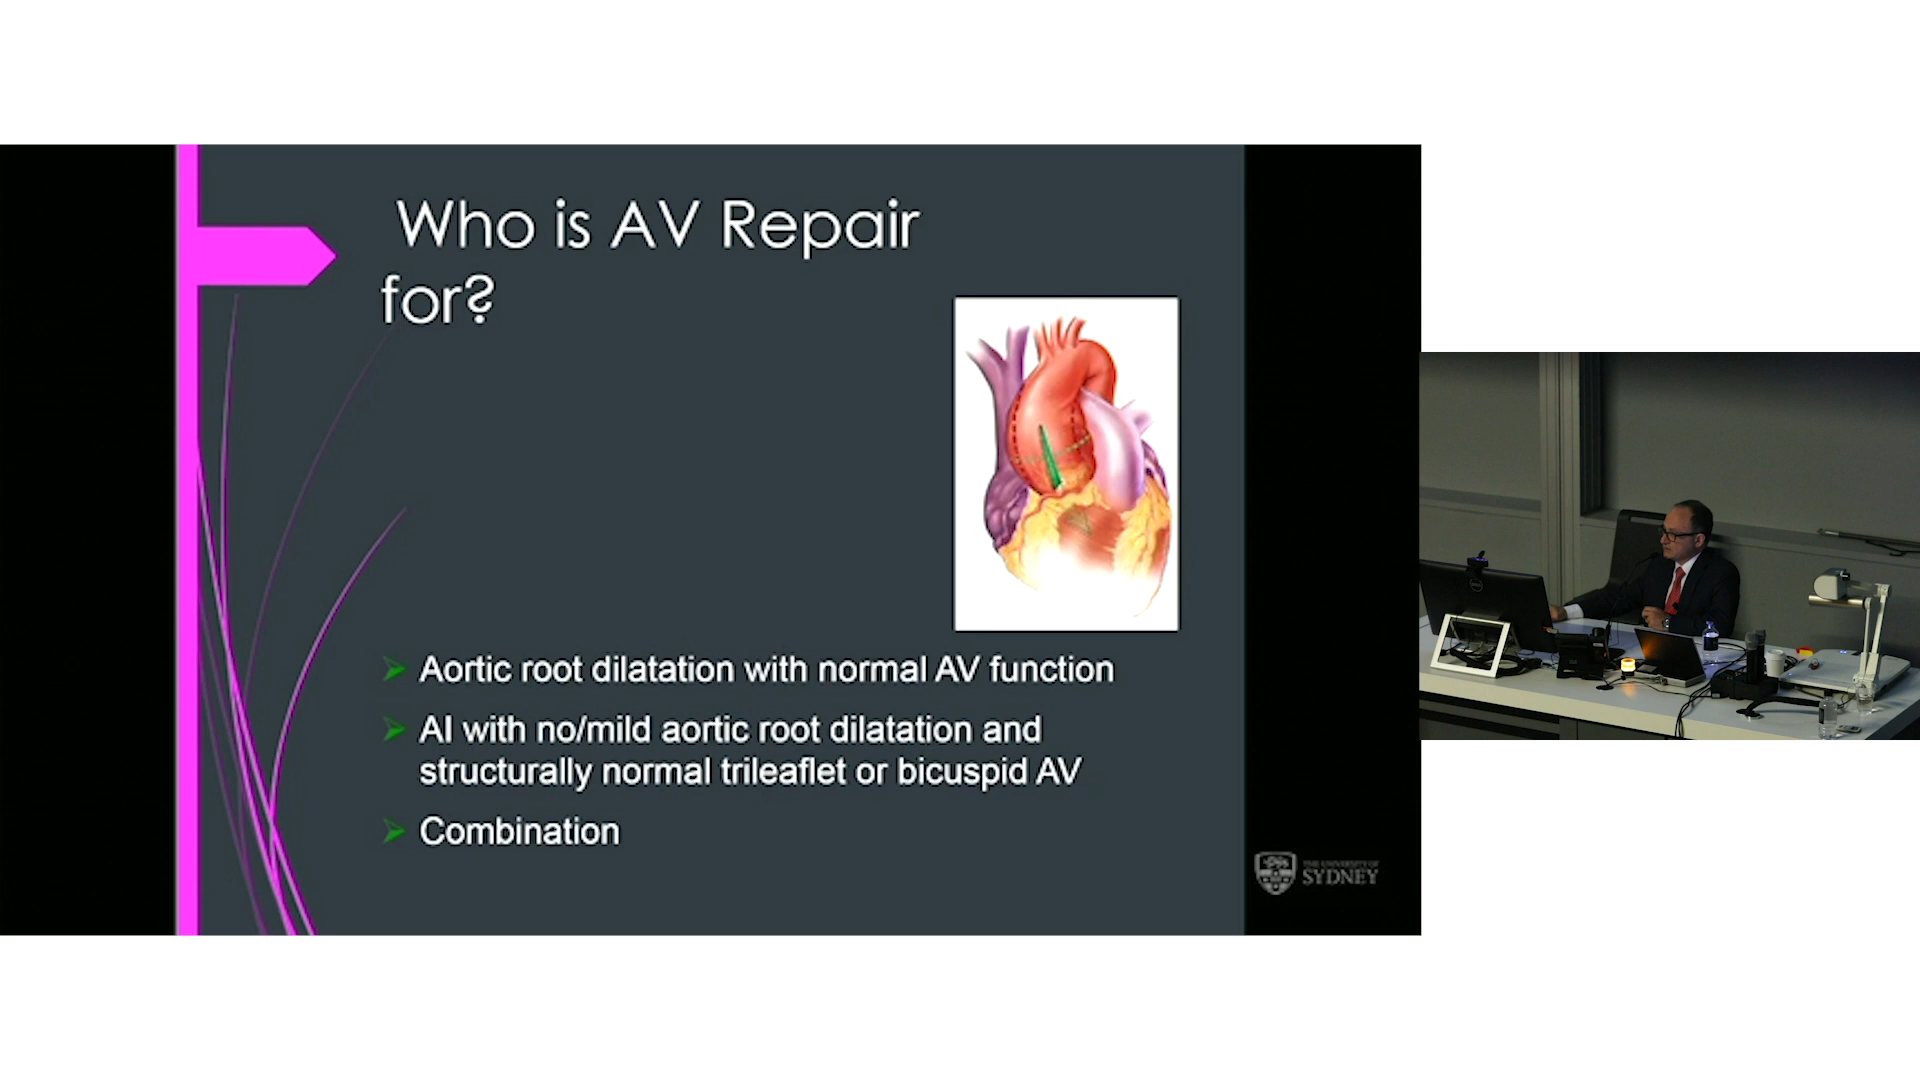 Who is AV Repair
for?
Aortic root dilatation with normal AV function
AI with no/mild aortic root dilatation and
structurally normal trileaflet or bicuspid AV
Combination
THE UNIVERSITY OF
SYDNEY